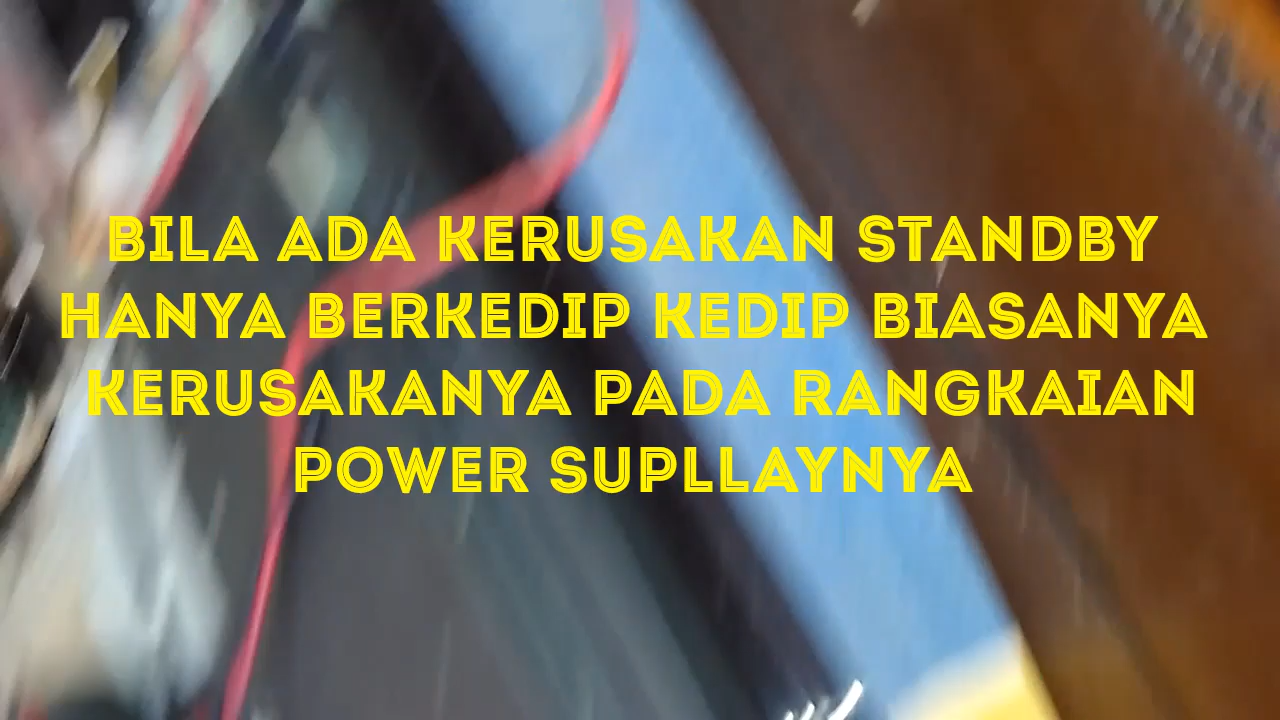 BILA ADA KERUSAKAN STANDBY
HANYA BERKEDIP KEDIP BIASANYA
KERUSAKANYA PADA RANGKAIAN
POWER SUPLLAYNYA